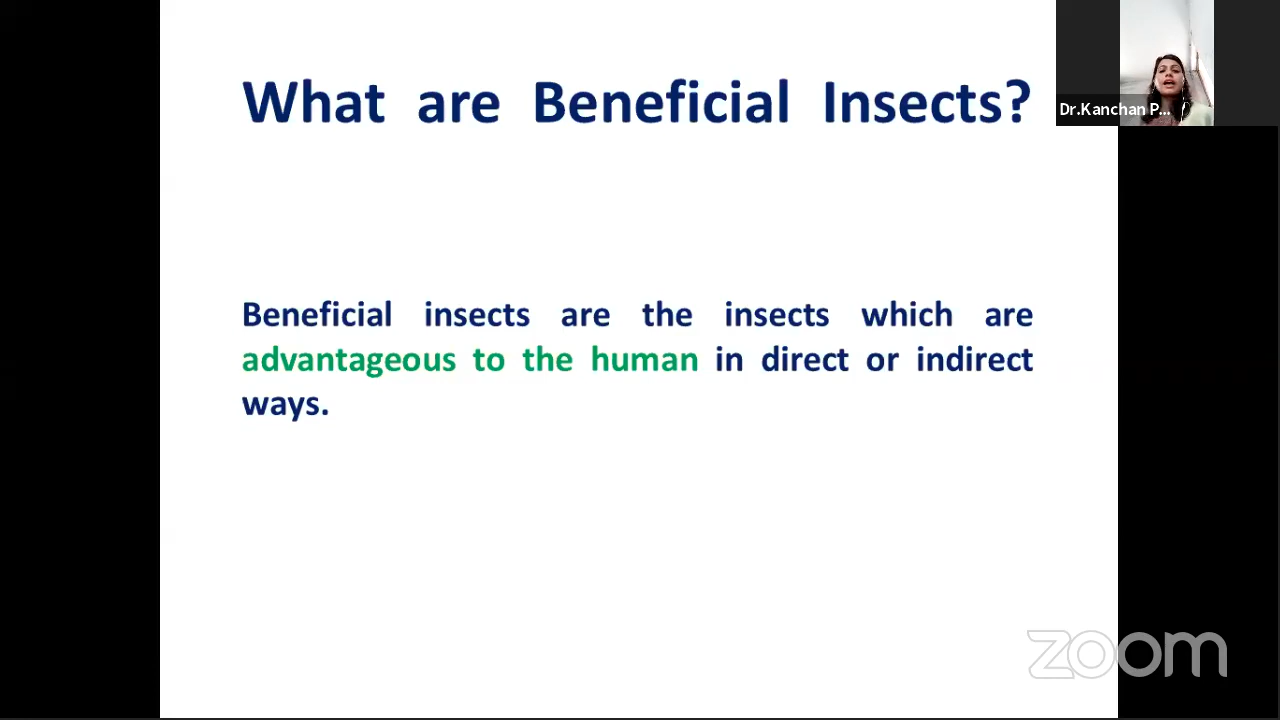 What are Beneficial Insects?
Dr.Kanchan P...
Beneficial insects are the insects which are
advantageous to the human in direct or indirect
ways.
zoom